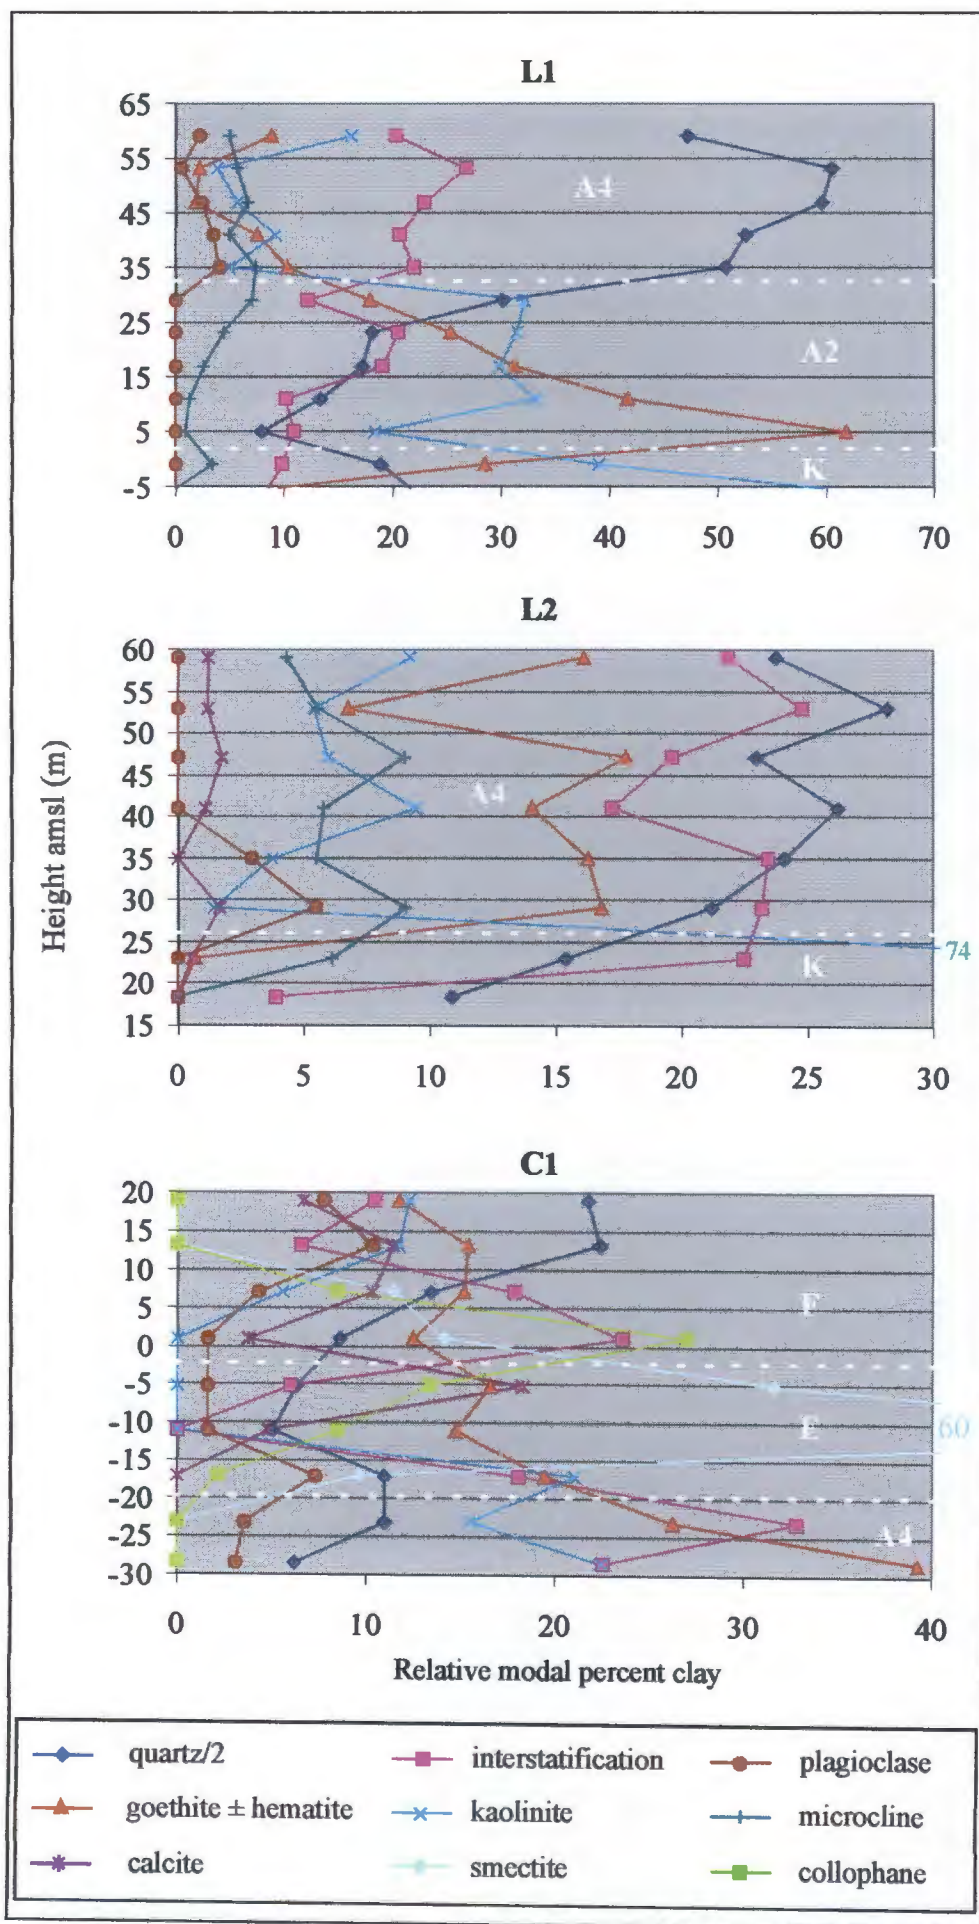 L1
65
55
A4
45
35
25
A2
15
5
K
-5
0 10 20 30 40 50 60 70
L2
60
55
50
45
A4
40
35
30
25
74
K
20
15
0 5 10 15 20 25 30
Height amsl (m)
C1
20
15
10
5
F
0
-5
-10
E
60
-15
-20
-25
A4
-30
0 10 20 30 40
Relative modal percent clay
quartz/2 interstatification plagioclase
goethite ± hematite kaolinite microcline
calcite smectite collophane